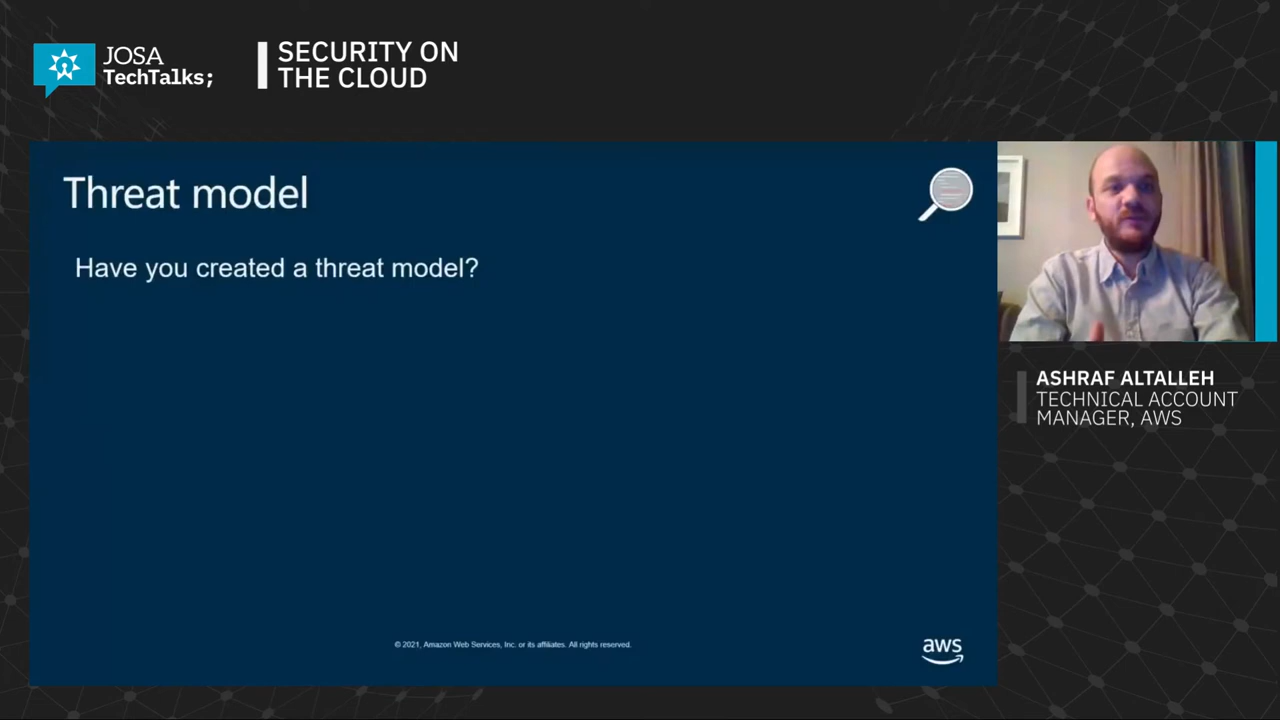 JOSA
TechTalks;
SECURITY ON
THE CLOUD
Threat model
Have you created a threat model?
ASHRAF ALTALLEH
TECHNICAL ACCOUNT
MANAGER, AWS
© 2021, Amazon Web Services, Inc. or its affiliates. All rights reserved.
aws